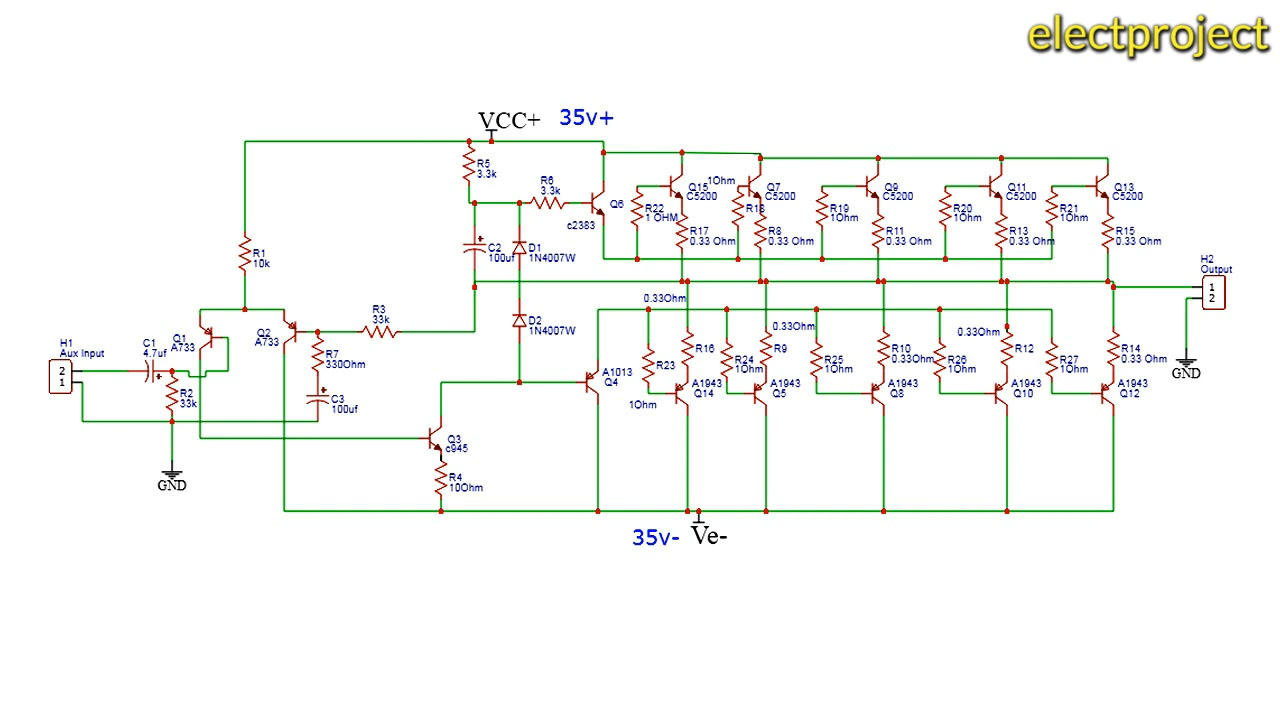 electproject
VCC+ 35v+
R5
3.3k
R6
3.3k
Q6
c2383
R22
1 OHM
Q15
C5200
R17
0.33 Ohm
1Ohm
R18
Q7
C5200
R8
0.33 Ohm
R19
1Ohm
Q9
C5200
R11
0.33 Ohm
R20
1Ohm
Q11
C5200
R13
0.33 Ohm
R21
1Ohm
Q13
C5200
R15
0.33 Ohm
R1
10k
C2
100uf
D1
1N4007W
D2
1N4007W
H2
Output
1
2
GND
H1
Aux Input
2
1
C1
4.7uf
R2
33k
GND
Q1
A733
Q2
A733
R3
33k
R7
330Ohm
C3
100uf
Q3
c945
R4
10Ohm
A1013
Q4
0.33Ohm
R23
1Ohm
R16
A1943
Q14
R24
1Ohm
0.33Ohm
R9
A1943
Q5
R25
1Ohm
R10
0.33Ohm
A1943
Q8
R26
1Ohm
0.33Ohm
R12
A1943
Q10
R27
1Ohm
R14
0.33 Ohm
A1943
Q12
35v- Ve-